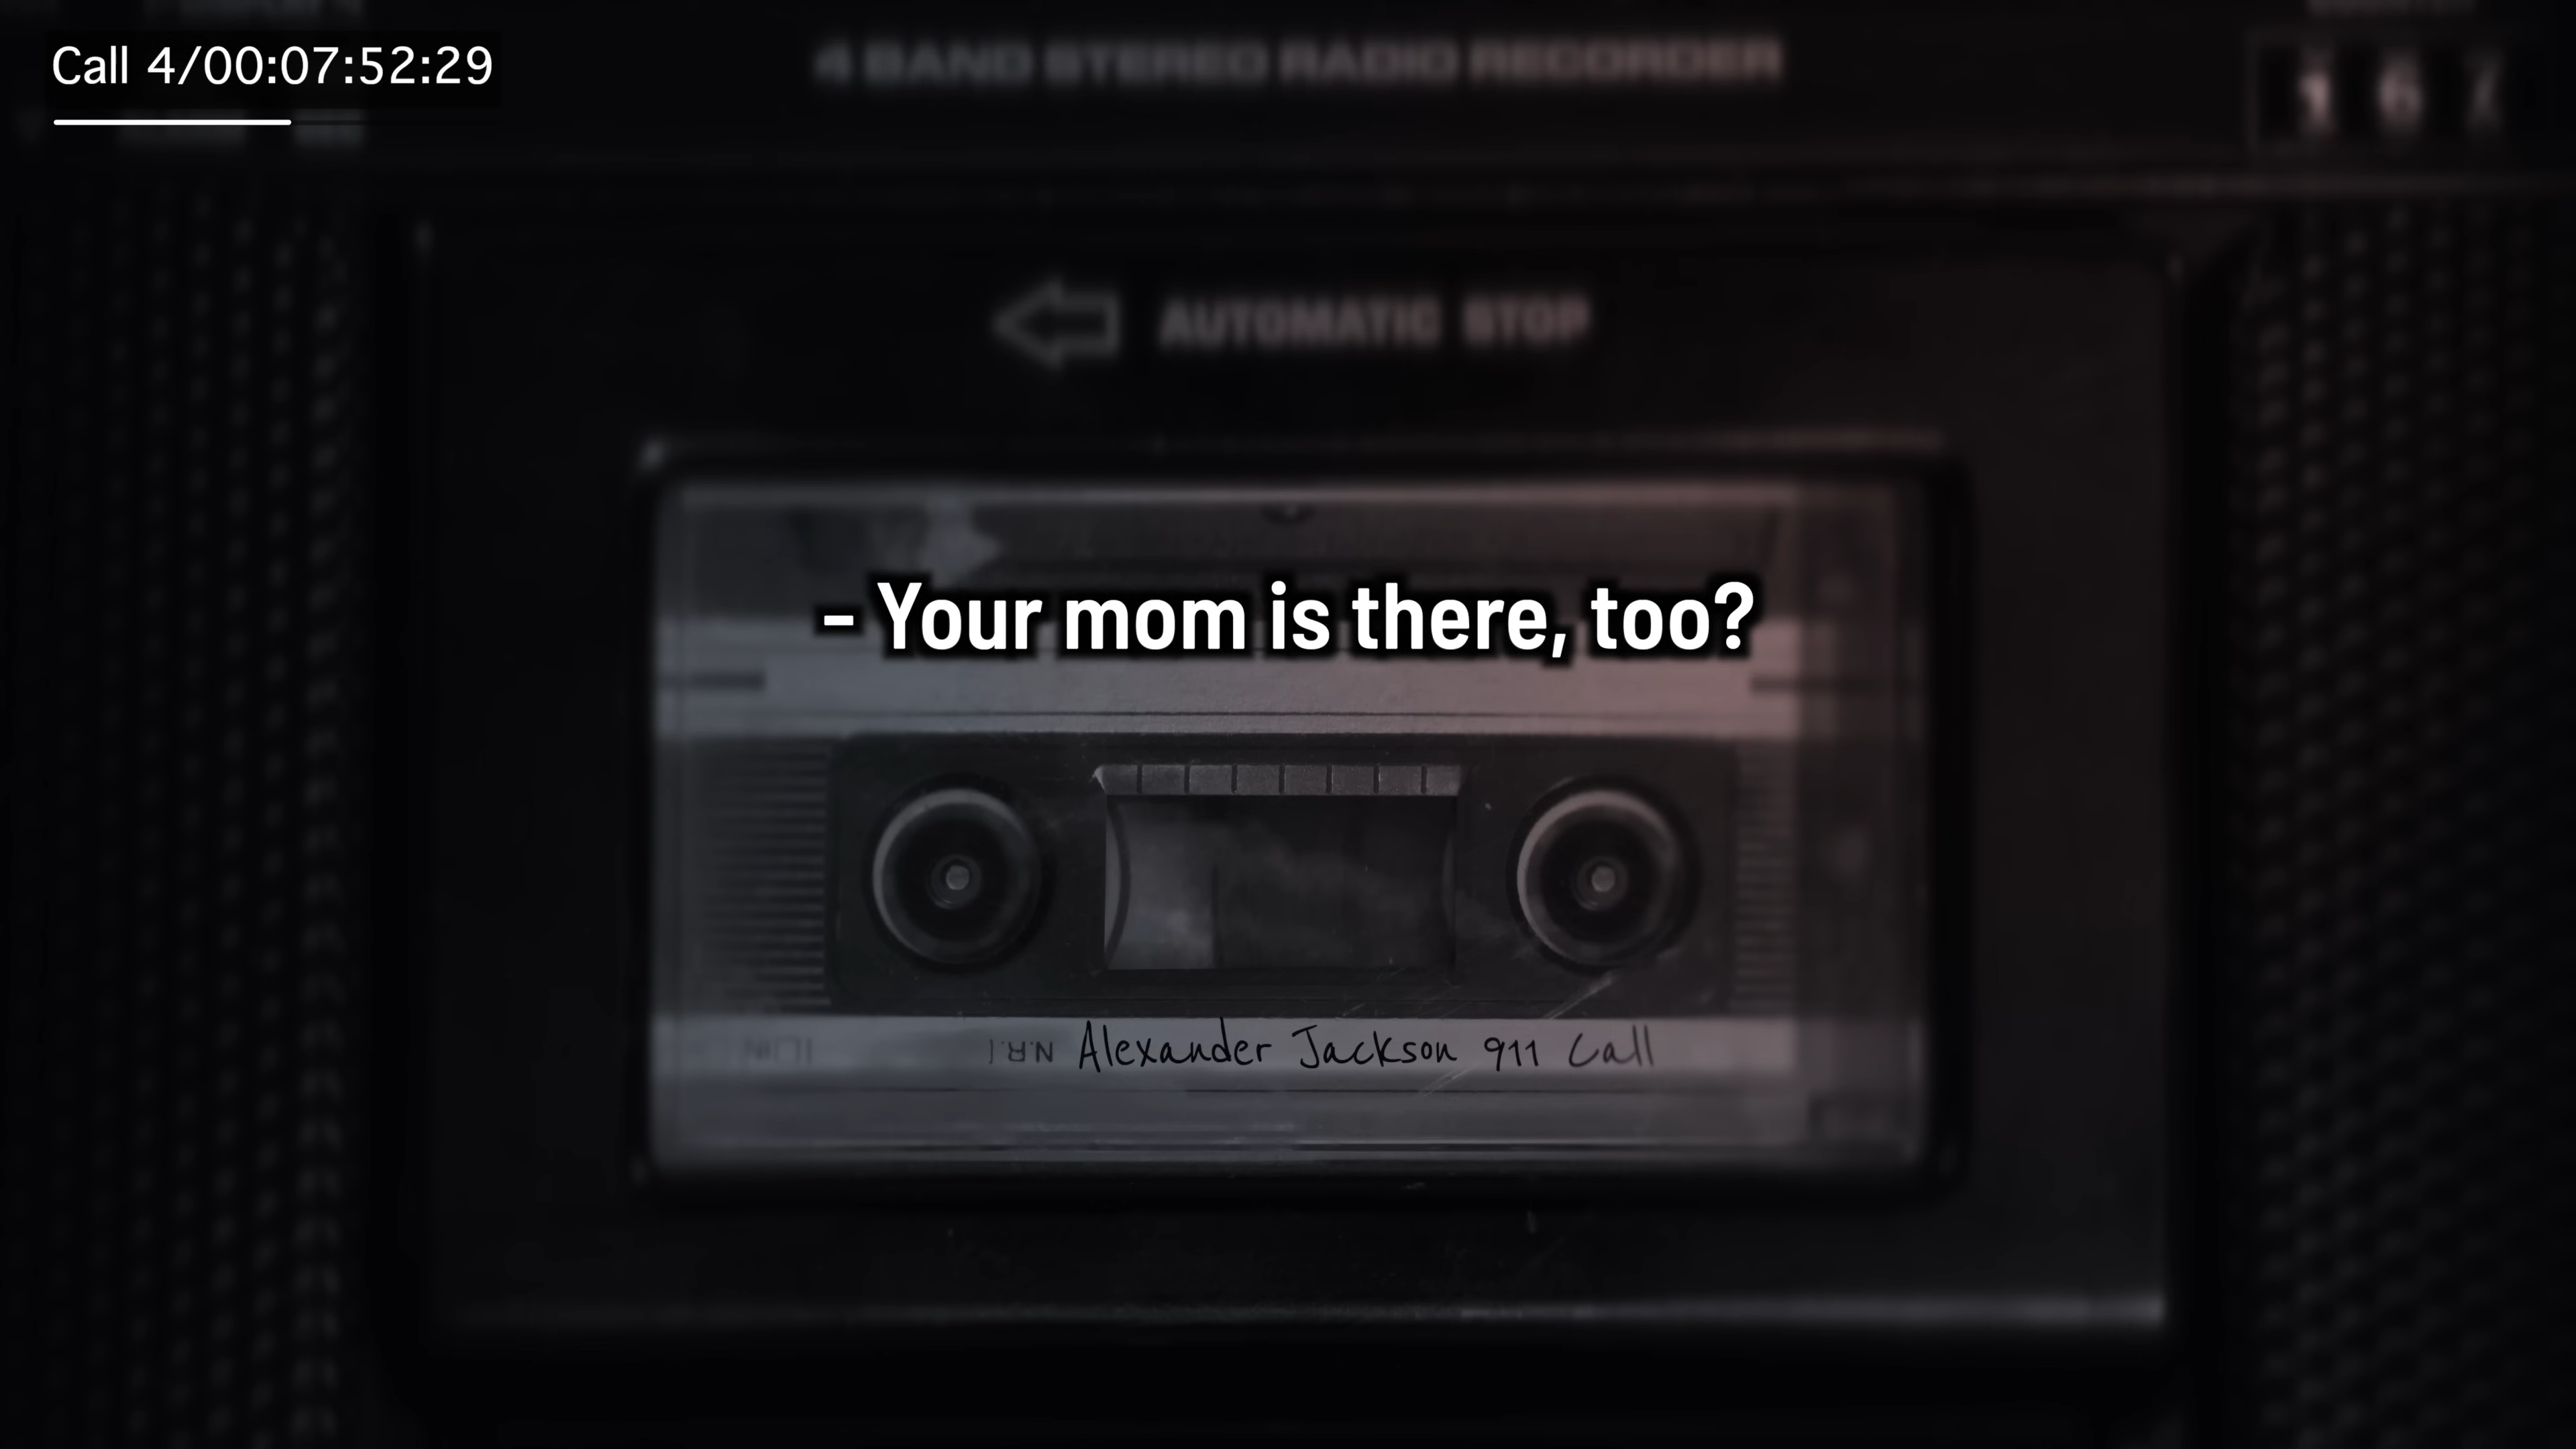 Call 4/00:07:52:29
4 BAND STEREO RADIO RECORDER
AUTOMATIC STOP
- Your mom is there, too?
Alexander Jackson 911 Call